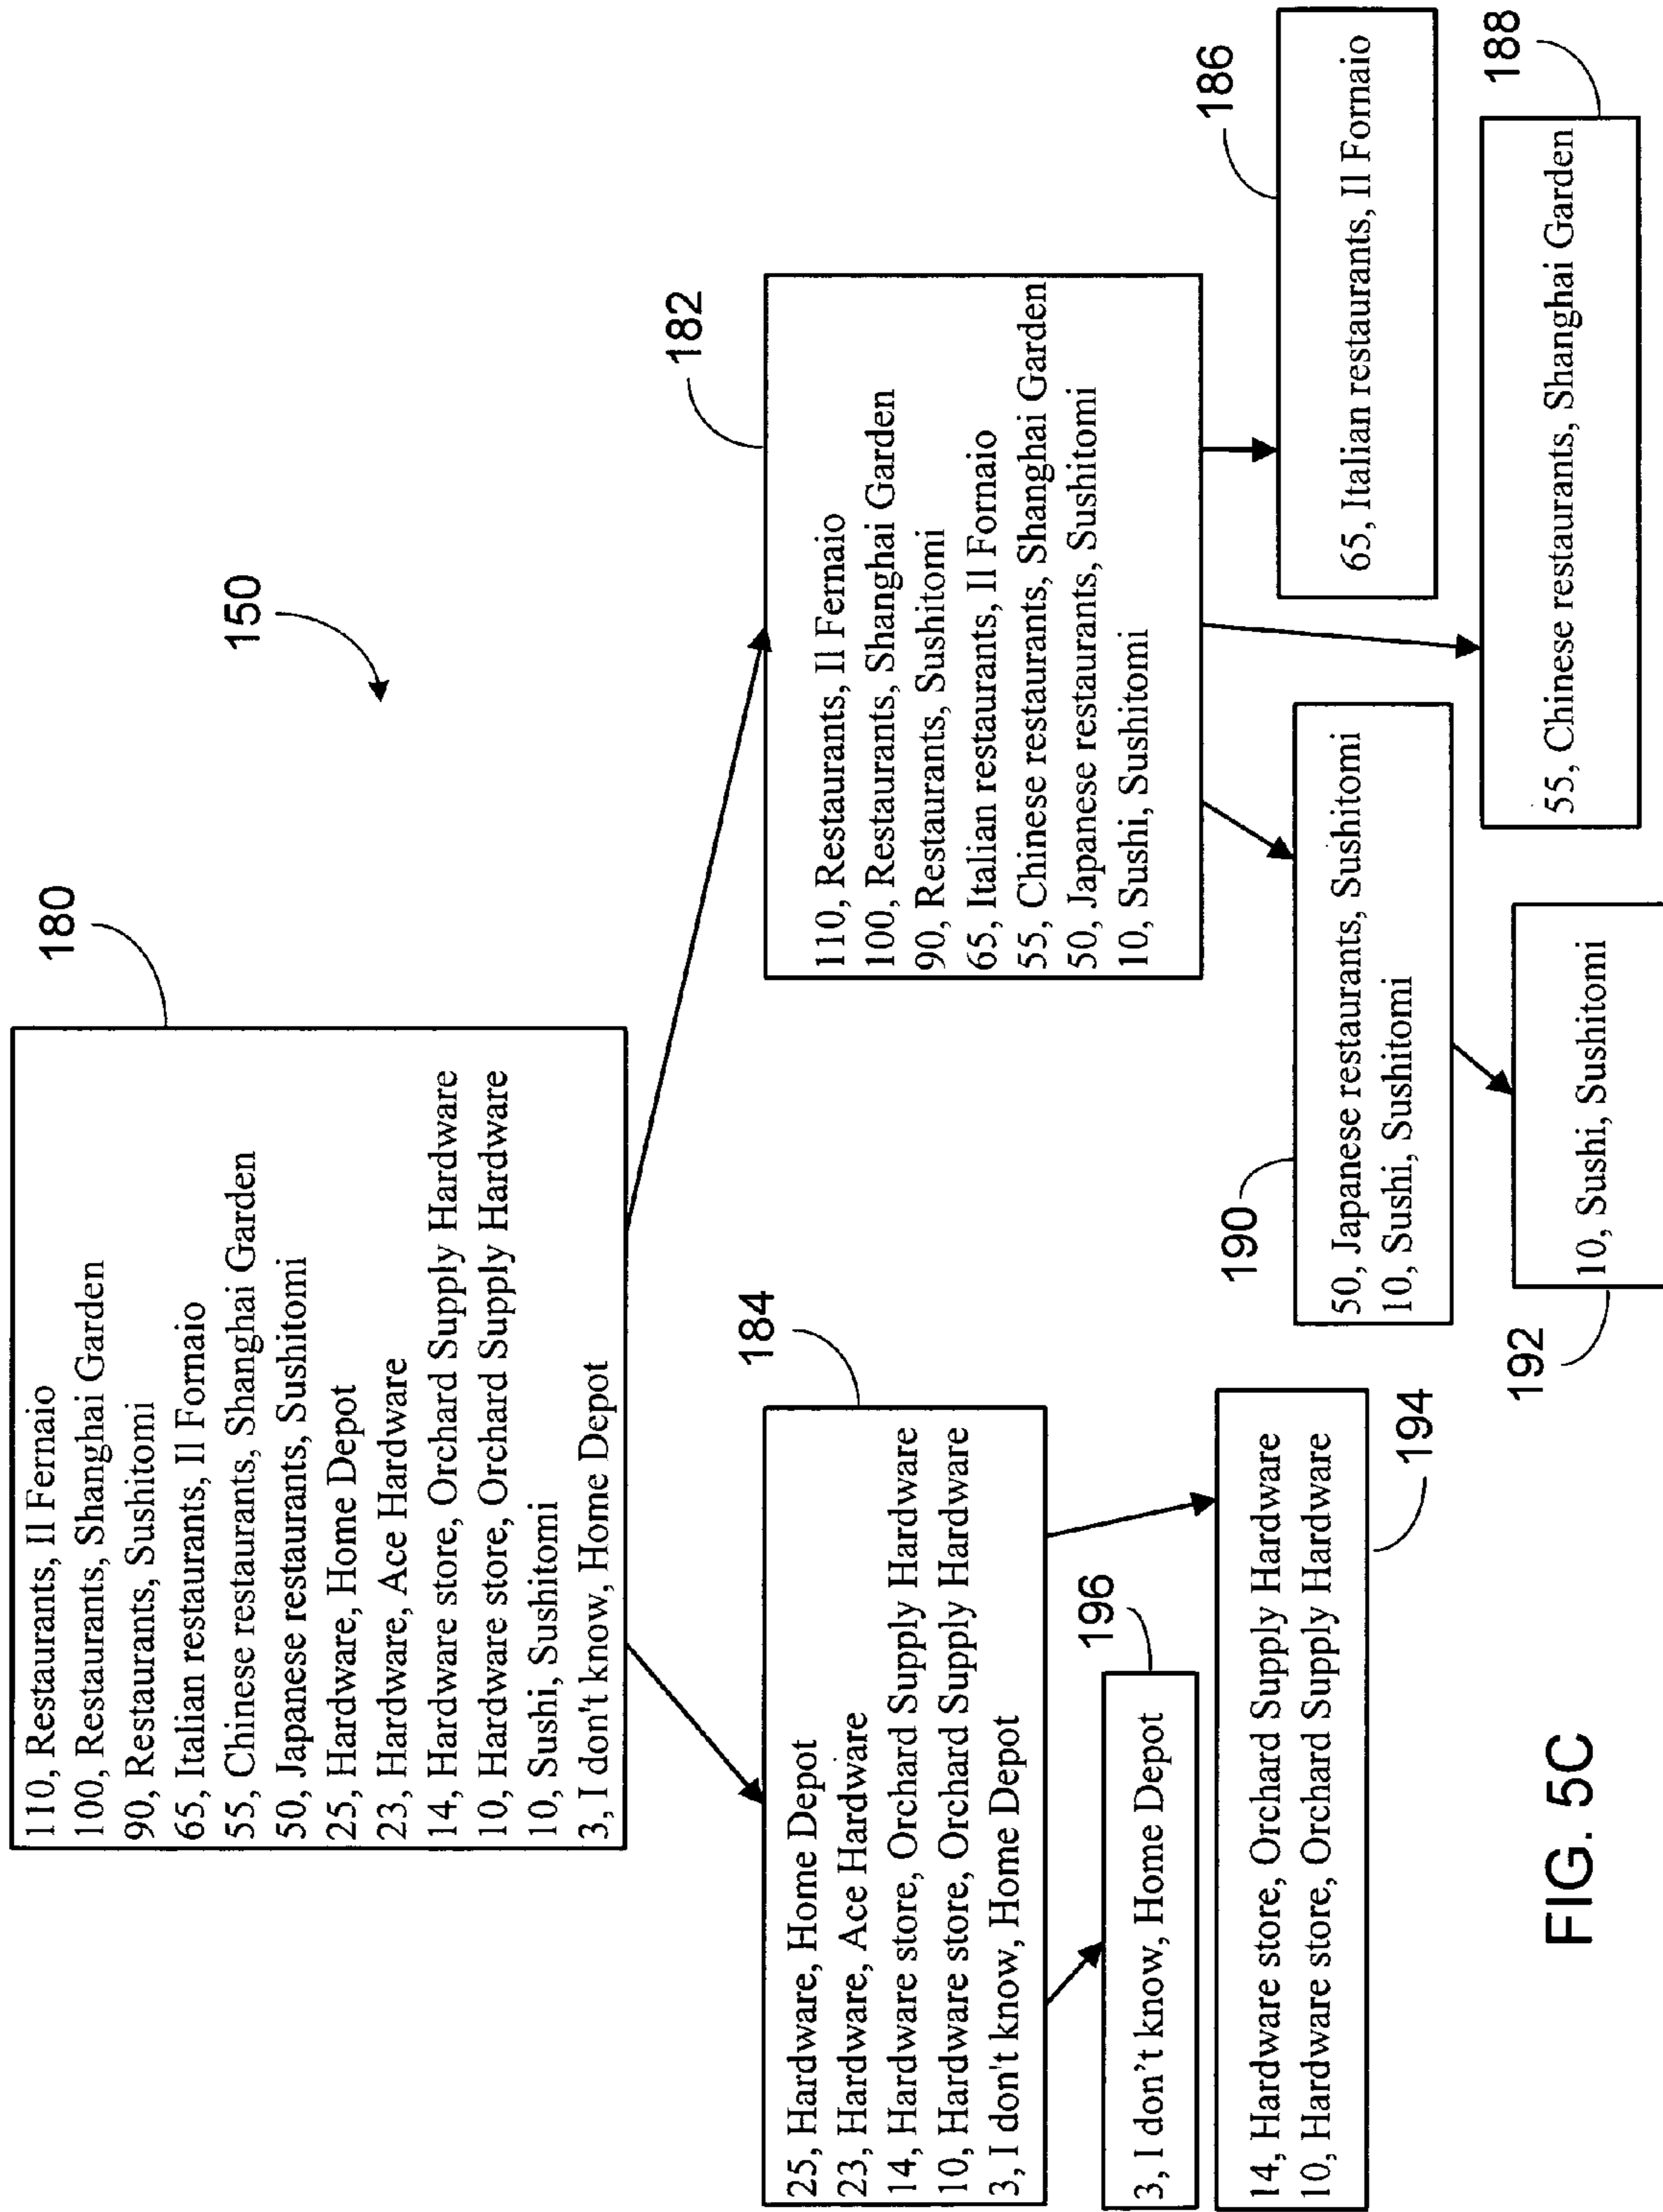 150
180
110, Restaurants, Il Fernaio
100, Restaurants, Shanghai Garden
90, Restaurants, Sushitomi
65, Italian restaurants, Il Fornaio
55, Chinese restaurants, Shanghai Garden
50, Japanese restaurants, Sushitomi
25, Hardware, Home Depot
23, Hardware, Ace Hardware
14, Hardware store, Orchard Supply Hardware
10, Hardware store, Orchard Supply Hardware
10, Sushi, Sushitomi
3, I don't know, Home Depot
184
25, Hardware, Home Depot
23, Hardware, Ace Hardware
14, Hardware store, Orchard Supply Hardware
10, Hardware store, Orchard Supply Hardware
3, I don't know, Home Depot
182
110, Restaurants, Il Fernaio
100, Restaurants, Shanghai Garden
90, Restaurants, Sushitomi
65, Italian restaurants, Il Fornaio
55, Chinese restaurants, Shanghai Garden
50, Japanese restaurants, Sushitomi
10, Sushi, Sushitomi
196
3, I don't know, Home Depot
194
14, Hardware store, Orchard Supply Hardware
10, Hardware store, Orchard Supply Hardware
190
50, Japanese restaurants, Sushitomi
10, Sushi, Sushitomi
192
10, Sushi, Sushitomi
186
65, Italian restaurants, Il Fornaio
188
55, Chinese restaurants, Shanghai Garden
FIG. 5C